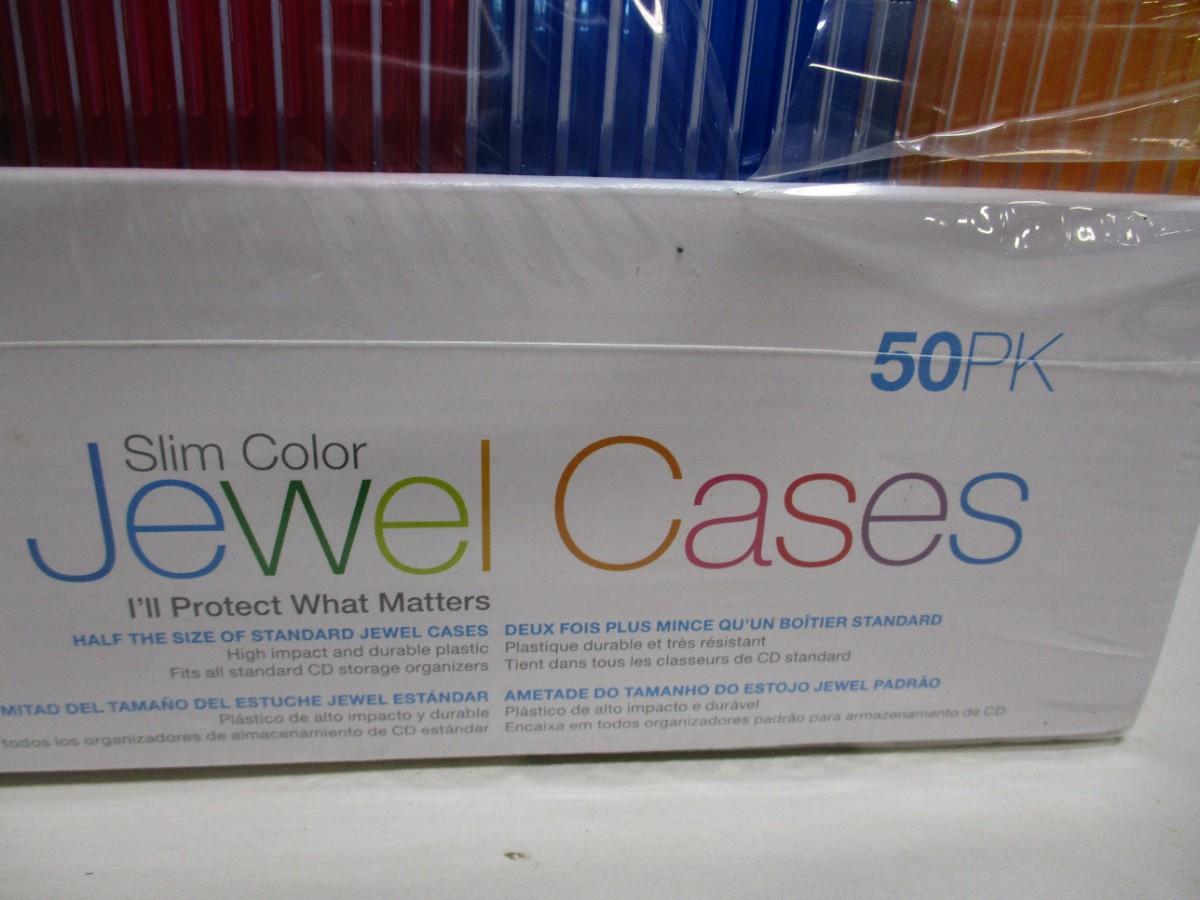 50PK
Slim Color
Jewel Cases
I'll Protect What Matters
HALF THE SIZE OF STANDARD JEWEL CASES
High impact and durable plastic
Fits all standard CD storage organizers
DEUX FOIS PLUS MINCE QU'UN BOÎTIER STANDARD
Plastique durable et très résistant
Tient dans tous les classeurs de CD standard
MITAD DEL TAMAÑO DEL ESTUCHE JEWEL ESTÁNDAR
Plástico de alto impacto y durable
todos los organizadores de almacenamiento de CD estándar
AMETADE DO TAMANHO DO ESTOJO JEWEL PADRÃO
Plástico de alto impacto e durável
Encaixa em todos organizadores padrão para armazenamento de CD